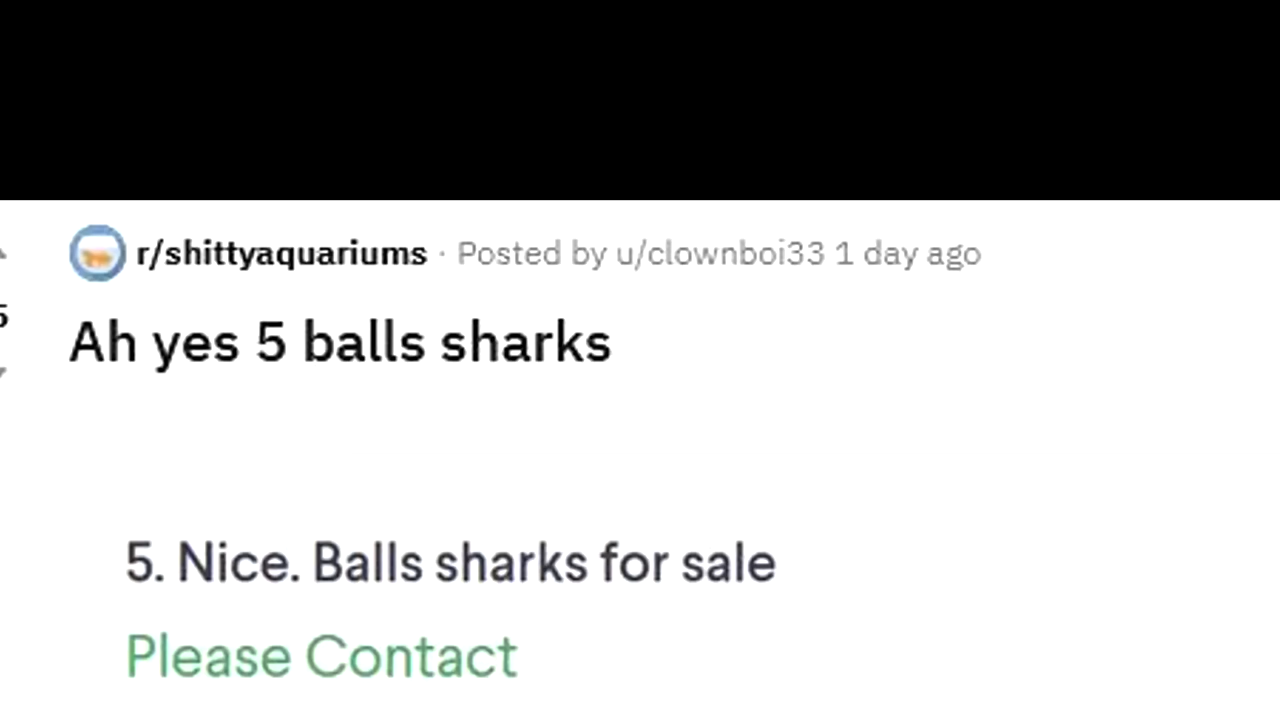 r/shittyaquariums · Posted by u/clownboi33 1 day ago
Ah yes 5 balls sharks
5. Nice. Balls sharks for sale
Please Contact